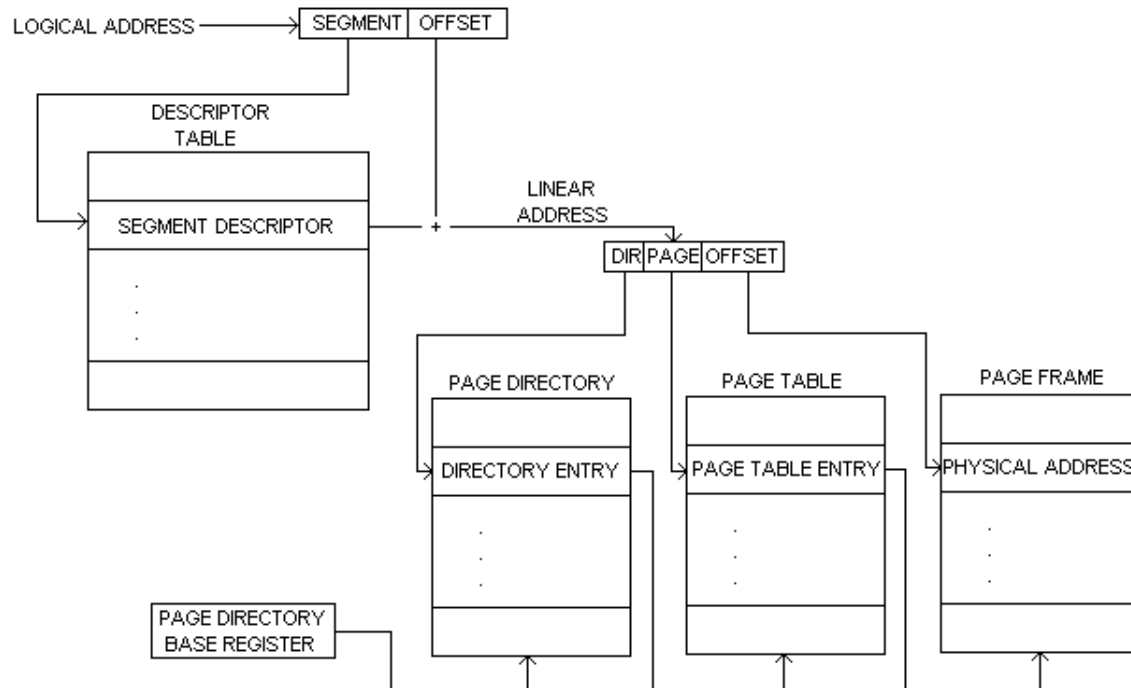 LOGICAL ADDRESS
SEGMENT OFFSET
DESCRIPTOR
TABLE
SEGMENT DESCRIPTOR
+
LINEAR
ADDRESS
DIR PAGE OFFSET
PAGE DIRECTORY
DIRECTORY ENTRY
PAGE TABLE
PAGE TABLE ENTRY
PAGE FRAME
PHYSICAL ADDRESS
PAGE DIRECTORY
BASE REGISTER